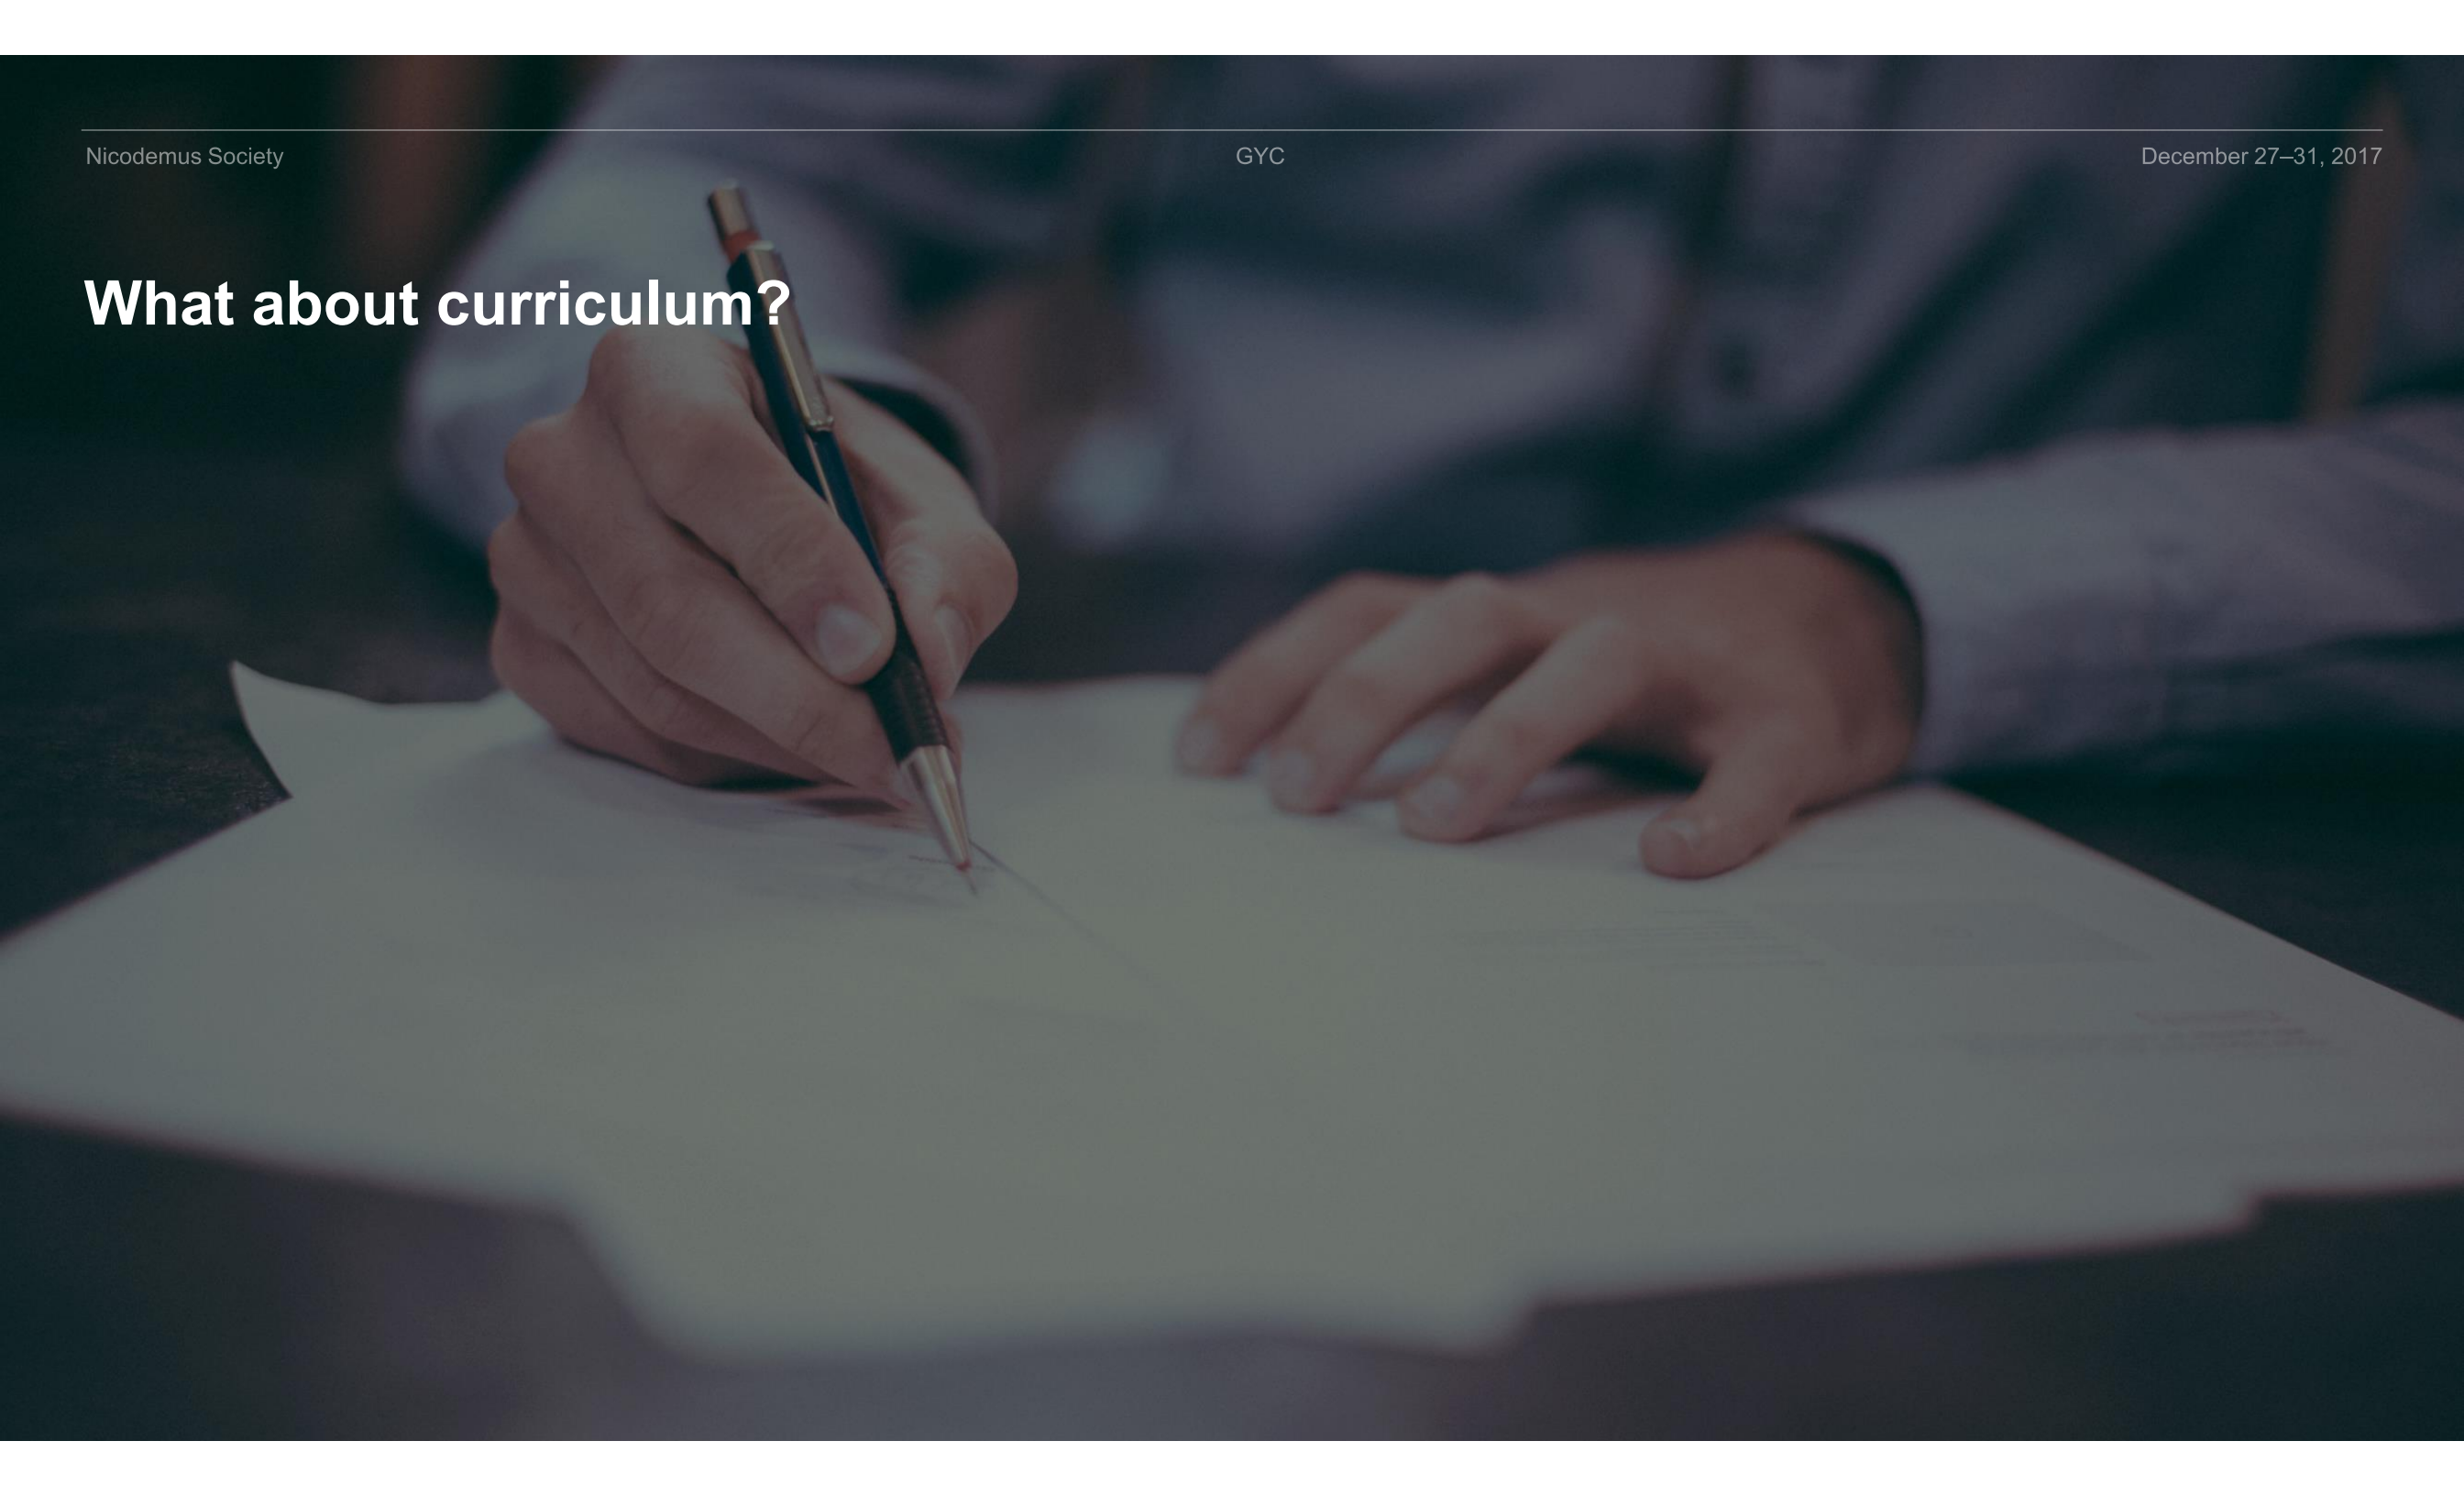 Nicodemus Society GYC December 27–31, 2017
What about curriculum?